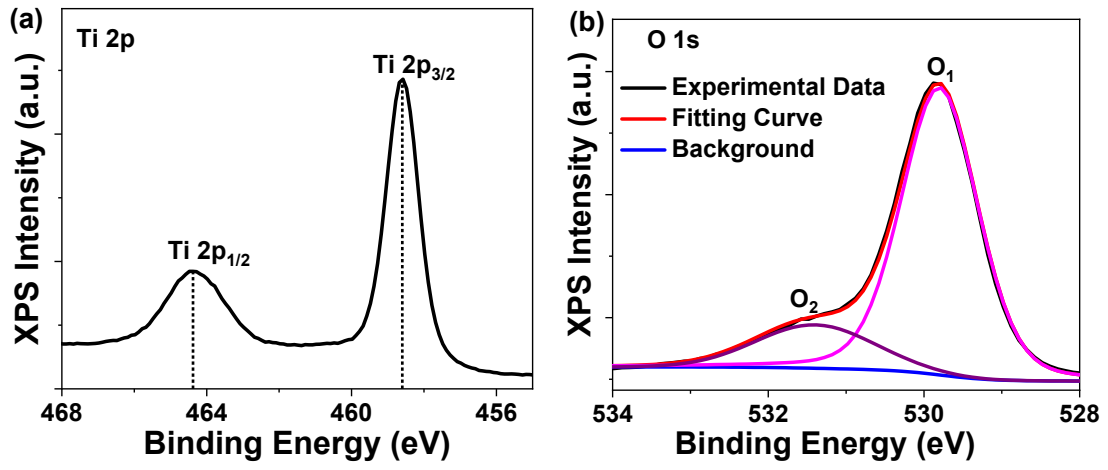 (a)
Ti 2p
Ti 2p3/2
Ti 2p1/2
XPS Intensity (a.u.)
468 464 460 456
Binding Energy (eV)
(b)
O 1s
O1
Experimental Data
Fitting Curve
Background
O2
XPS Intensity (a.u.)
534 532 530 528
Binding Energy (eV)